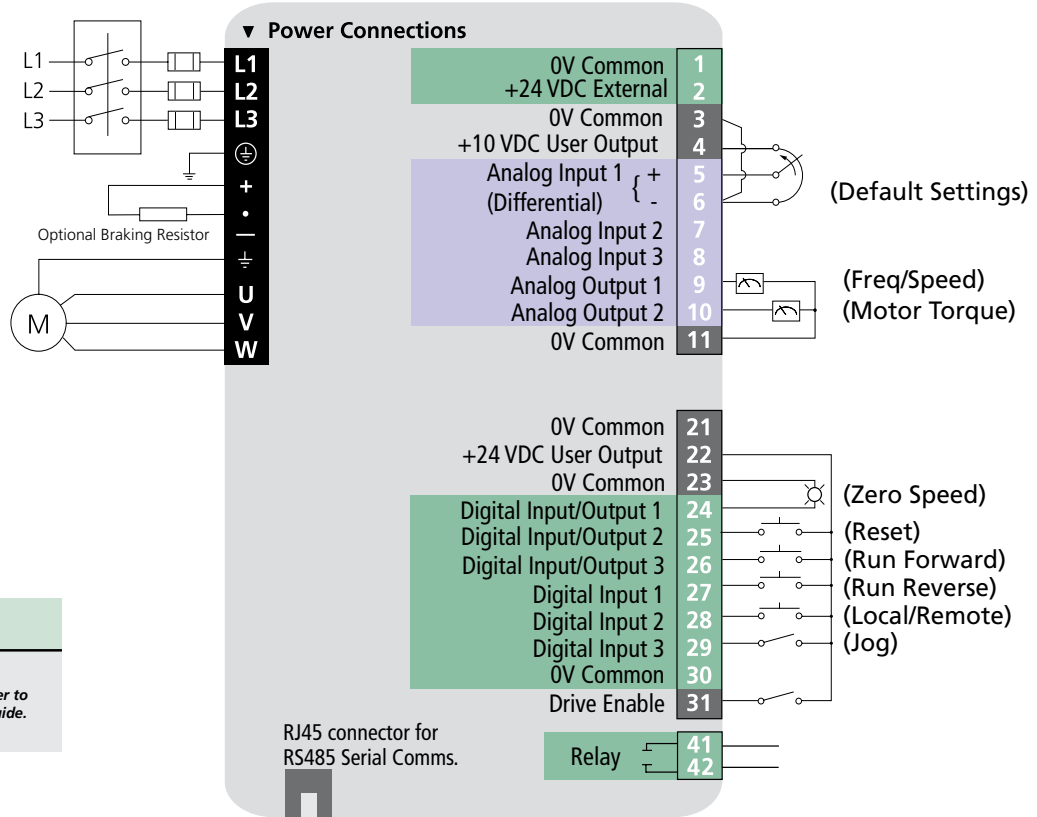 ▼ Power Connections
L1 L1
L2 L2
L3 L3
+
•
—
Optional Braking Resistor
M
U
V
W
0V Common 1
+24 VDC External 2
0V Common 3
+10 VDC User Output 4
Analog Input 1 { + 5
(Differential) - 6
(Default Settings)
Analog Input 2 7
Analog Input 3 8
Analog Output 1 9 (Freq/Speed)
Analog Output 2 10 (Motor Torque)
0V Common 11
0V Common 21
+24 VDC User Output 22
0V Common 23
(Zero Speed)
Digital Input/Output 1 24
Digital Input/Output 2 25 (Reset)
Digital Input/Output 3 26 (Run Forward)
Digital Input 1 27 (Run Reverse)
Digital Input 2 28 (Local/Remote)
Digital Input 3 29 (Jog)
0V Common 30
Drive Enable 31
er to
uide.
RJ45 connector for
RS485 Serial Comms.
Relay 41
42